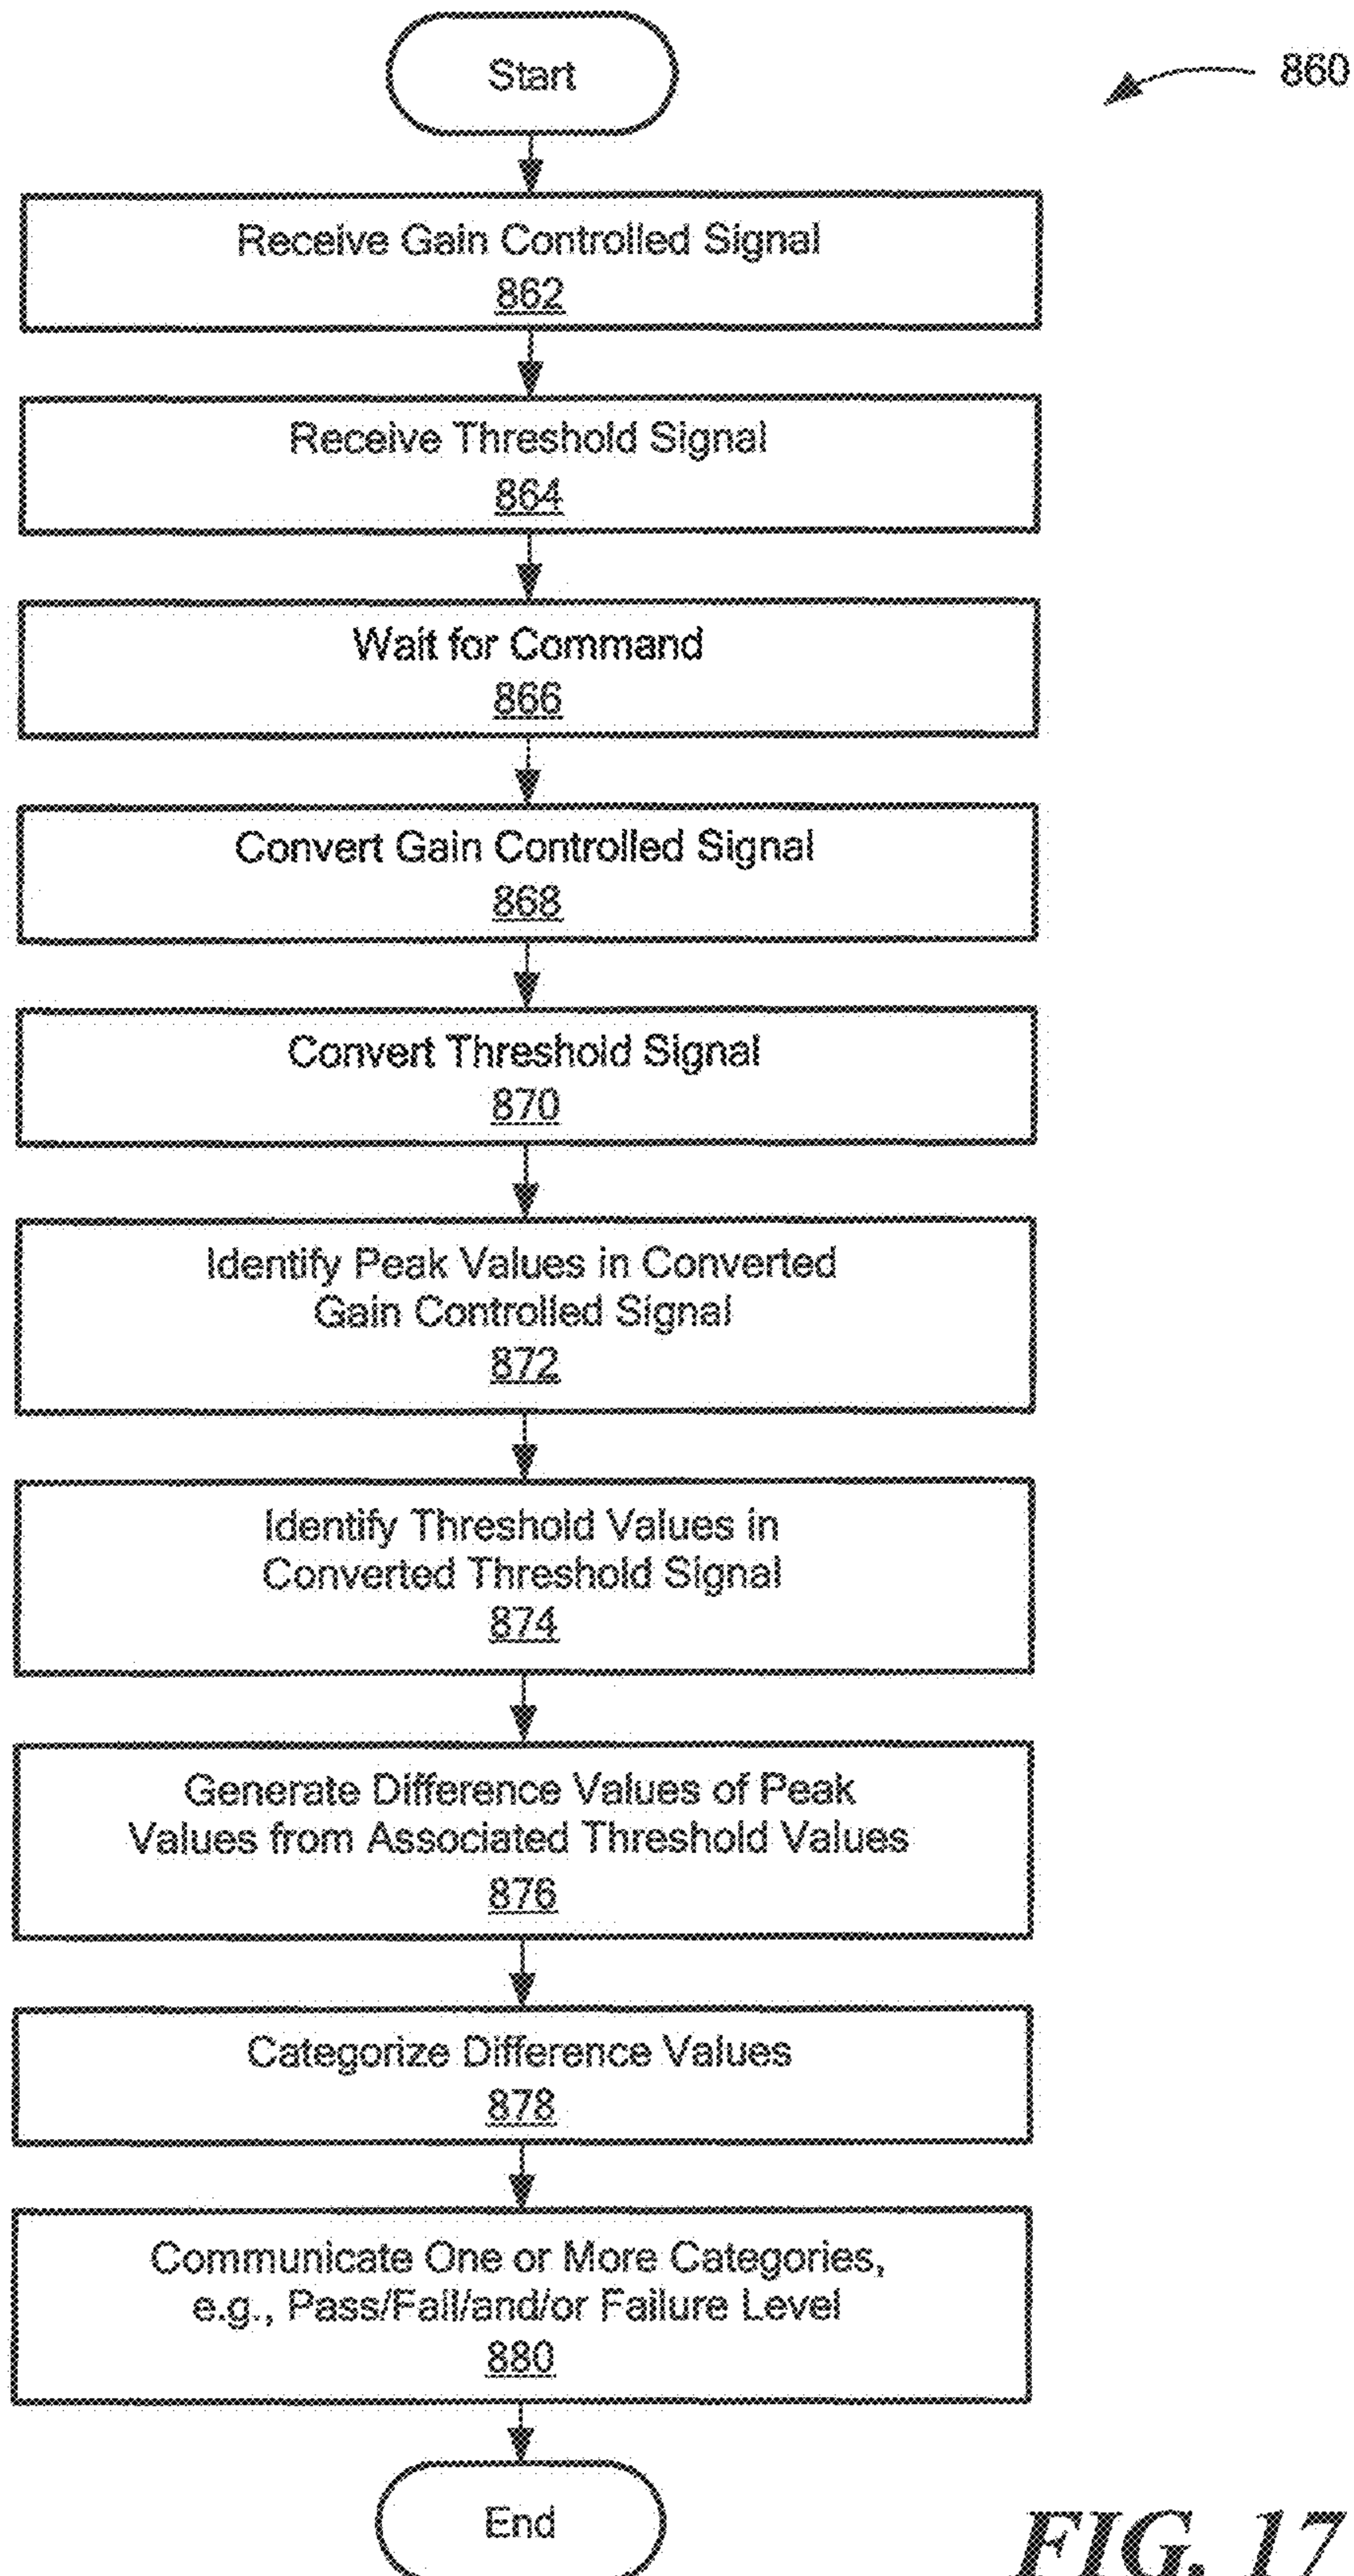 Start
860
Receive Gain Controlled Signal
862
Receive Threshold Signal
864
Wait for Command
866
Convert Gain Controlled Signal
868
Convert Threshold Signal
870
Identify Peak Values in Converted
Gain Controlled Signal
872
Identify Threshold Values in
Converted Threshold Signal
874
Generate Difference Values of Peak
Values from Associated Threshold Values
876
Categorize Difference Values
878
Communicate One or More Categories,
e.g., Pass/Fail/and/or Failure Level
880
End
FIG. 17